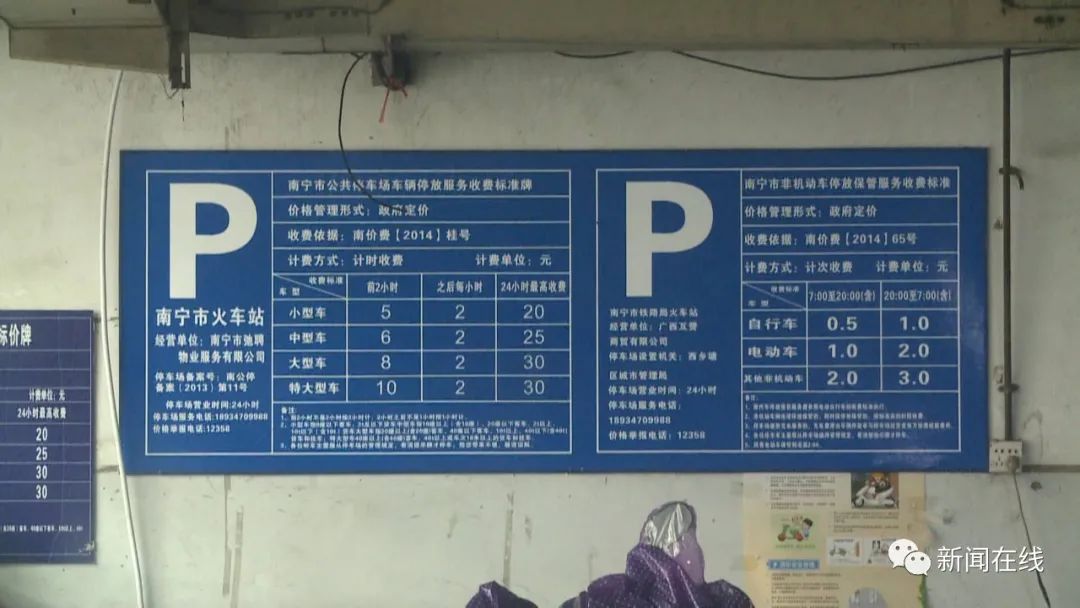 标价牌
计费单位: 元
24小时最高收费
20
25
30
30
P
南宁市火车站
经营单位: 南宁市弛聘
物业服务有限公司
停车场备案号: 南公停
备案(2013) 第11号
停车场营业时间:24小时
停车场服务电话:18934709988
价格举报电话:12358
南宁市公共停车场车辆停放服务收费标准牌
价格管理形式: 政府定价
收费依据: 南价费【2014】桂号
计费方式: 计时收费 计费单位: 元
收费标准 车型 前2小时 之后每小时 24小时最高收费
小型车 5 2 20
中型车 6 2 25
大型车 8 2 30
特大型车 10 2 30
备注:
P
南宁市铁路局火车站
经营单位: 广西互赞
商贸有限公司
停车场设置机关: 西乡塘
区城市管理局
停车场营业时间: 24小时
停车场服务电话:
18934709988
价格举报电话: 12358
南宁市非机动车停放保管服务收费标准
价格管理形式: 政府定价
收费依据: 南价费【2014】65号
计费方式: 计次收费 计费单位: 元
收费标准 车型 7:00至20:00(含) 20:00至7:00(含)
自行车 0.5 1.0
电动车 1.0 2.0
其他非机动车 2.0 3.0
备注:
新闻在线